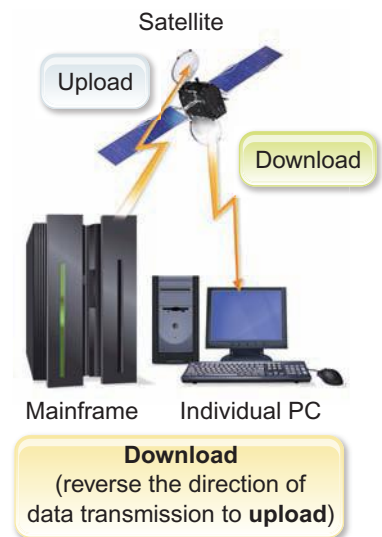 Satellite
Upload
Download
Mainframe Individual PC
Download
(reverse the direction of
data transmission to upload)